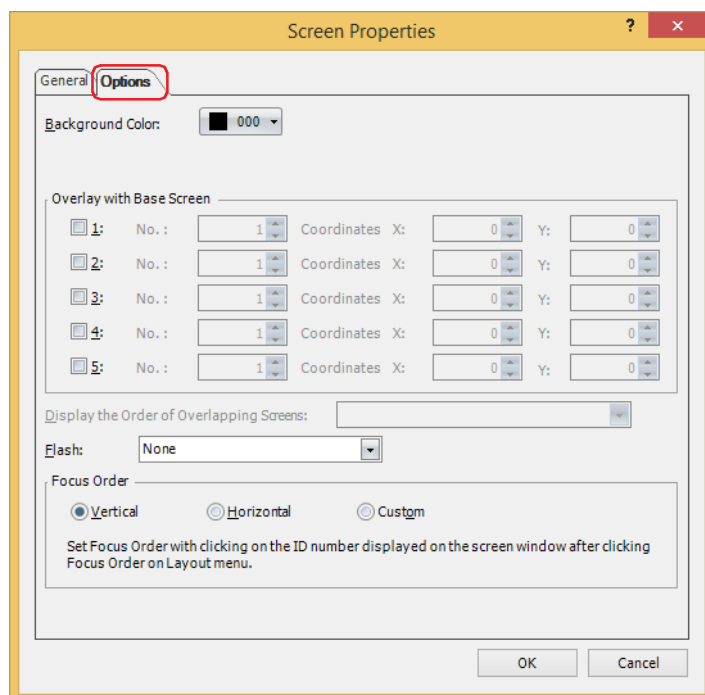 Screen Properties ? ×
General Options
Background Color: 000
Overlay with Base Screen
1: No. : 1 Coordinates X: 0 Y: 0
2: No. : 1 Coordinates X: 0 Y: 0
3: No. : 1 Coordinates X: 0 Y: 0
4: No. : 1 Coordinates X: 0 Y: 0
5: No. : 1 Coordinates X: 0 Y: 0
Display the Order of Overlapping Screens:
Flash: None
Focus Order
Vertical Horizontal Custom
Set Focus Order with clicking on the ID number displayed on the screen window after clicking
Focus Order on Layout menu.
OK Cancel